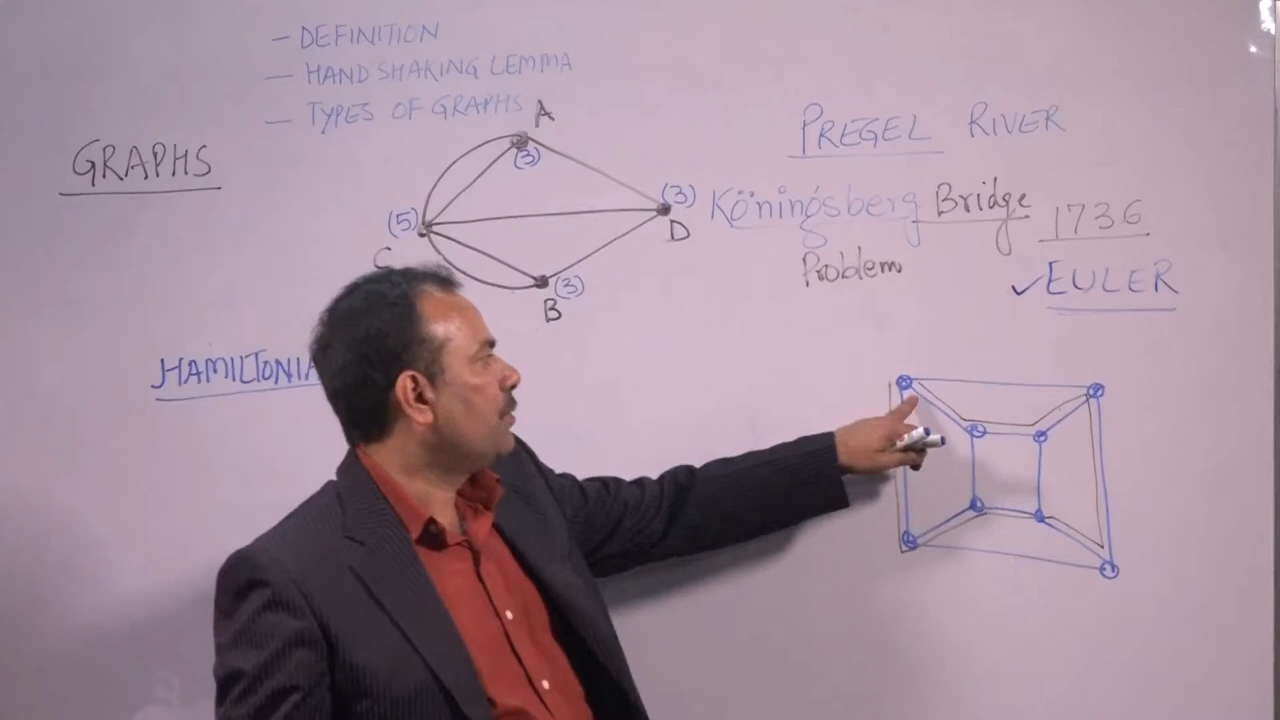 – DEFINITION
– HAND SHAKING LEMMA
– TYPES OF GRAPHS
GRAPHS
A
(3)
(5)
C
(3)
D
(3)
B
PREGEL RIVER
Köningsberg Bridge
Problem
1736
✓EULER
HAMILTONIA